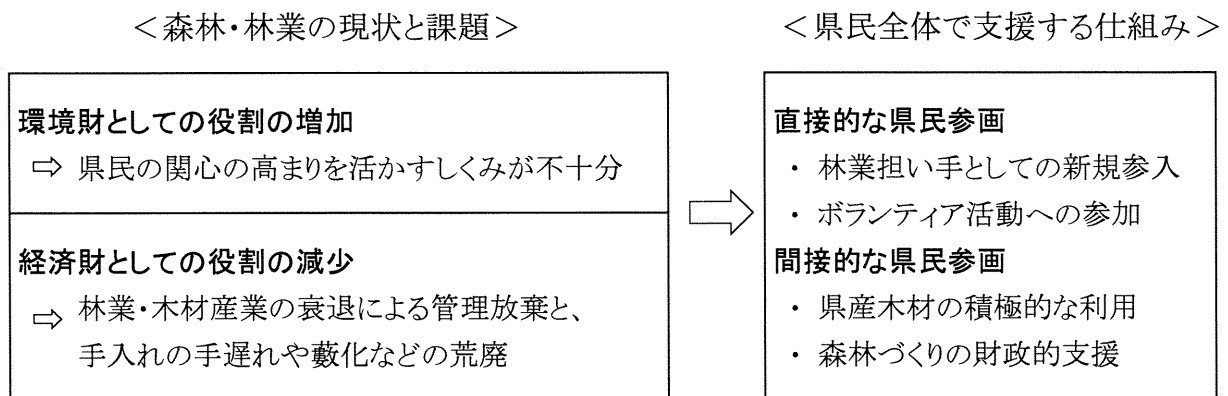 ＜森林・林業の現状と課題＞
環境財としての役割の増加
⇨ 県民の関心の高まりを活かすしくみが不十分
経済財としての役割の減少
⇨ 林業・木材産業の衰退による管理放棄と、
手入れの手遅れや藪化などの荒廃
＜県民全体で支援する仕組み＞
直接的な県民参画
・ 林業担い手としての新規参入
・ ボランティア活動への参加
間接的な県民参画
・ 県産木材の積極的な利用
・ 森林づくりの財政的支援